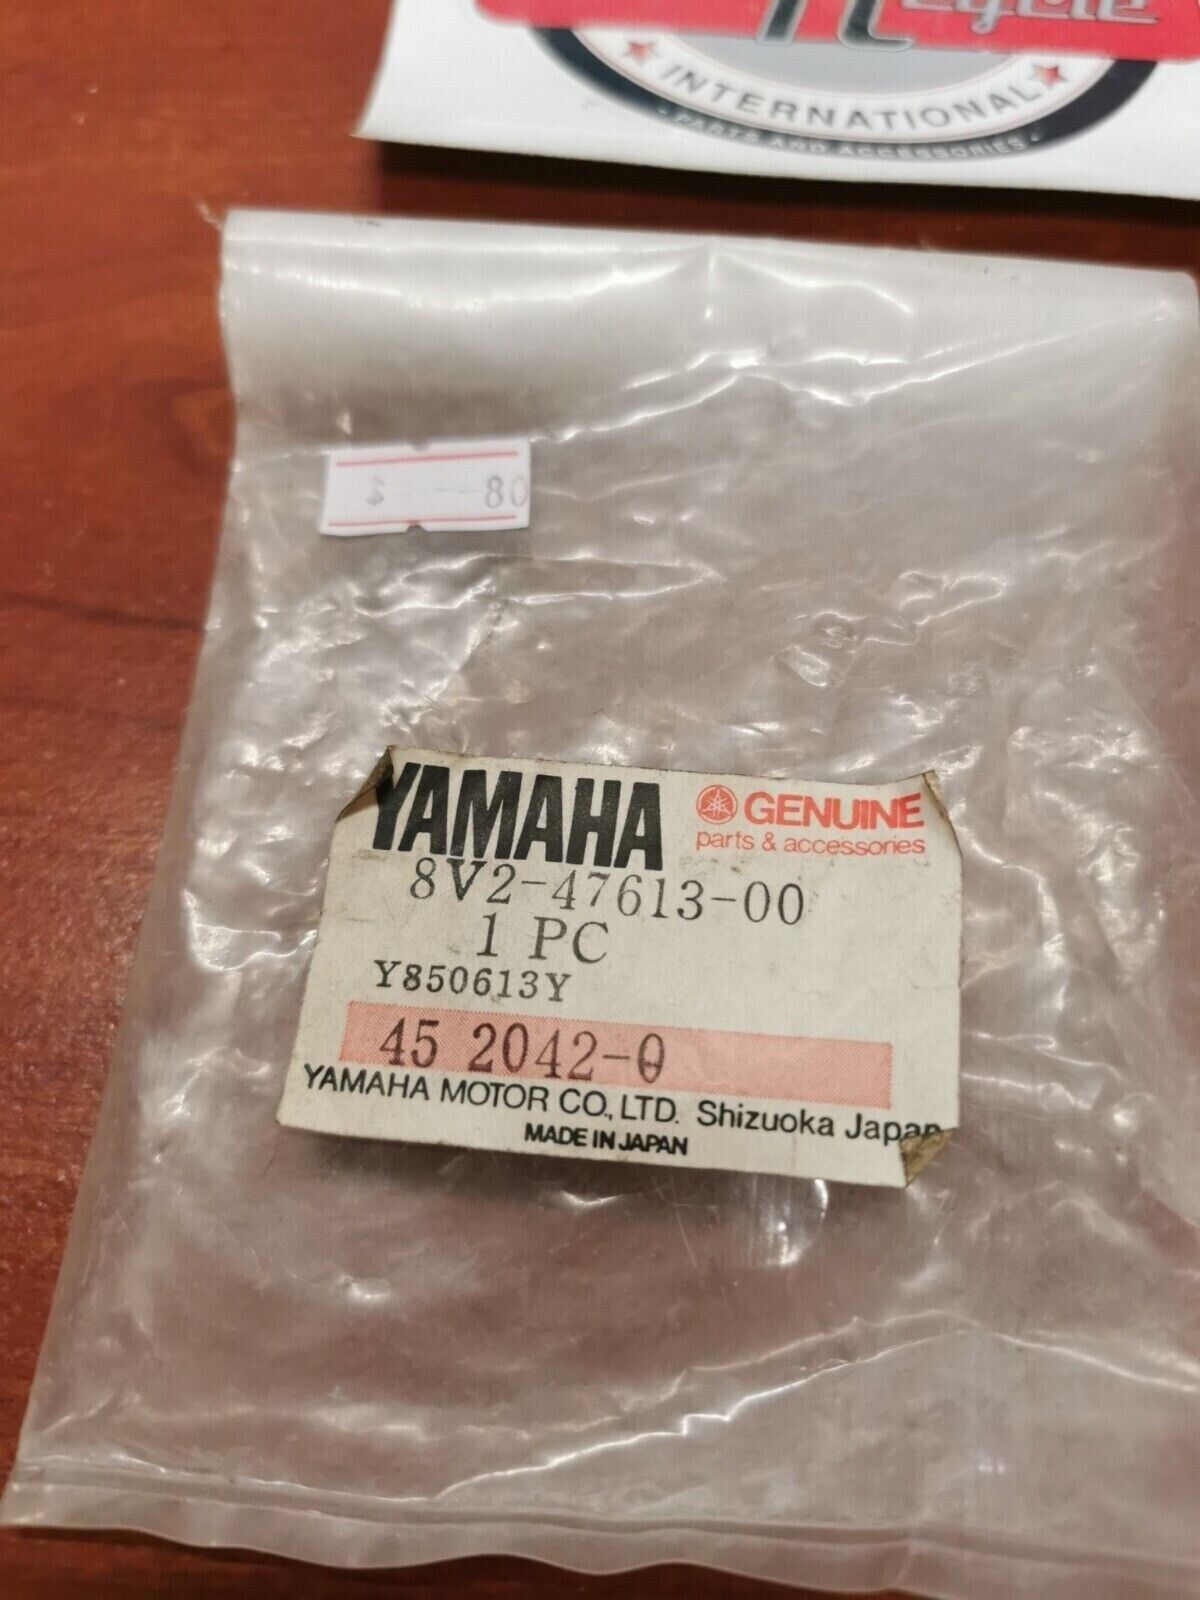 INTERNATIONAL
PARTS AND ACCESSORIES
80
YAMAHA
GENUINE
parts & accessories
8V2-47613-00
1 PC
Y850613Y
45 2042-0
YAMAHA MOTOR CO., LTD. Shizuoka Japan
MADE IN JAPAN